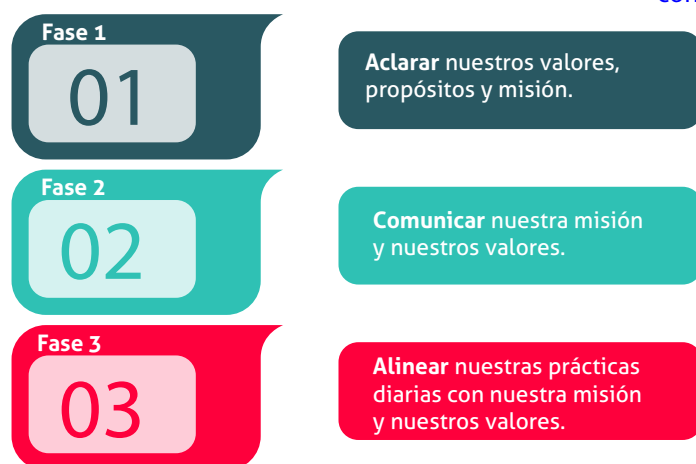 Fase 1
01
Aclarar nuestros valores,
propósitos y misión.
Fase 2
02
Comunicar nuestra misión
y nuestros valores.
Fase 3
03
Alinear nuestras prácticas
diarias con nuestra misión
y nuestros valores.